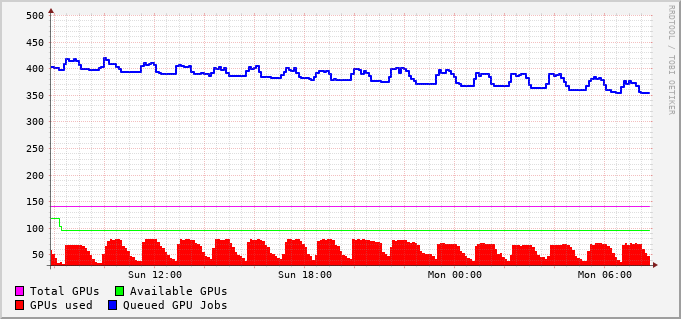 500
450
400
350
300
250
200
150
100
50
Sun 12:00 Sun 18:00 Mon 00:00 Mon 06:00
Total GPUs Available GPUs
GPUs used Queued GPU Jobs
RRDTOOL / TOBI OETIKER